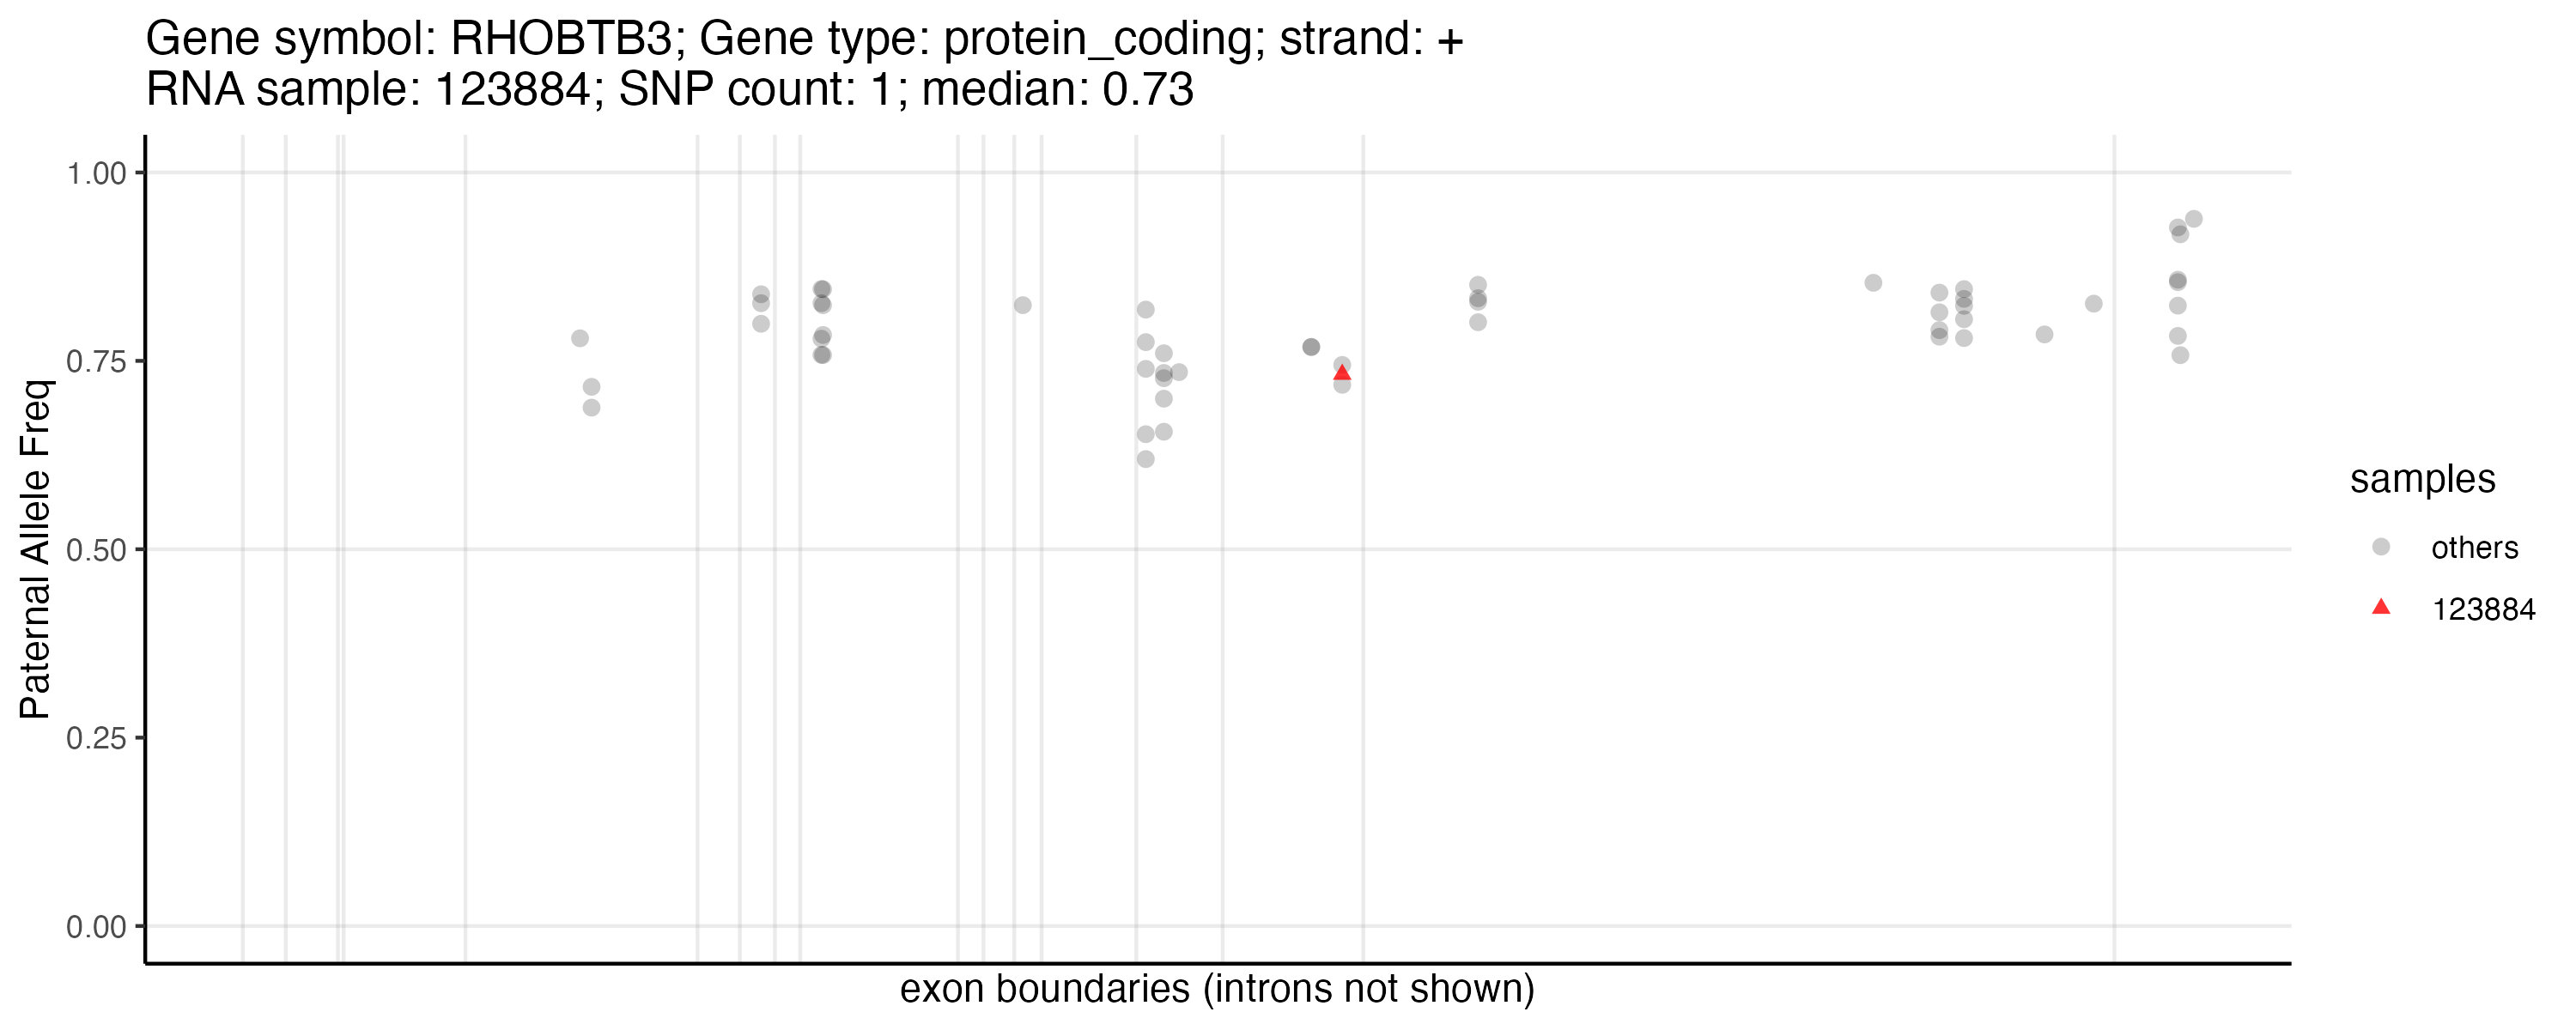 Gene symbol: RHOBTB3; Gene type: protein_coding; strand: +
RNA sample: 123884; SNP count: 1; median: 0.73
1.00
0.75
0.50
0.25
0.00
Paternal Allele Freq
exon boundaries (introns not shown)
samples
others
123884